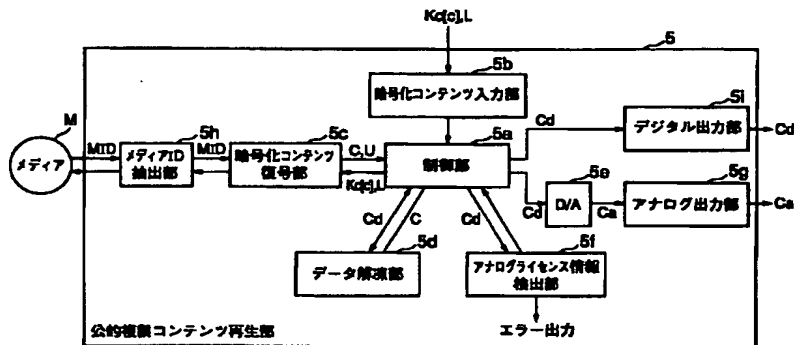 Kc[c],L
5
5b
暗号化コンテンツ入力部
M
メディア
MID
5h
メディアID
抽出部
MID
5c
暗号化コンテンツ
復号部
C,U
Kc[c],L
5a
制御部
Cd
5i
デジタル出力部
Cd
5e
D/A
Cd
Ca
5g
アナログ出力部
Ca
Cd
C
5d
データ解凍部
Cd
5f
アナログライセンス情報
検出部
エラー出力
公的複製コンテンツ再生部